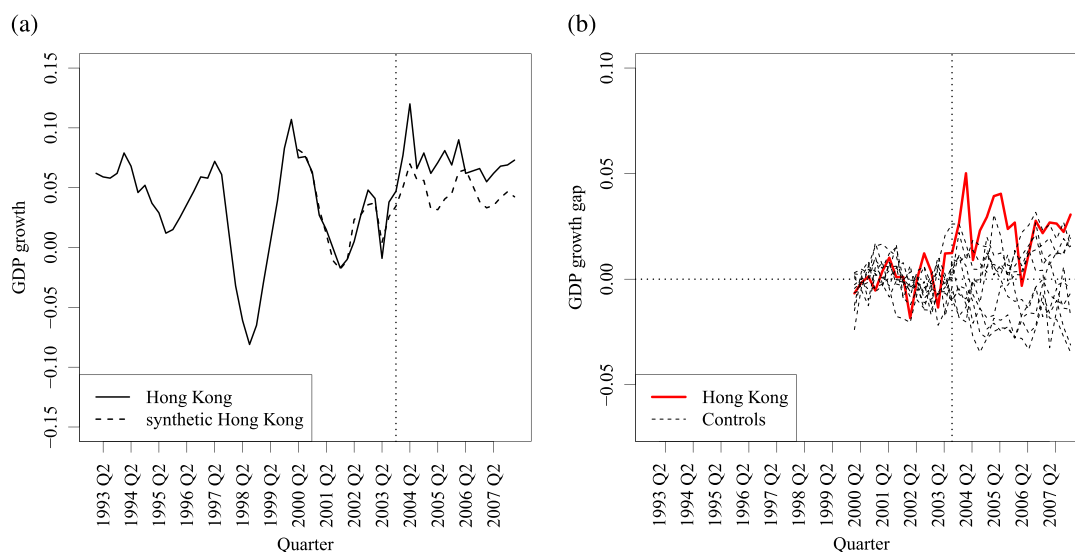 (a)
GDP growth
0.15
0.10
0.05
0.00
−0.05
−0.10
−0.15
Hong Kong
synthetic Hong Kong
1993 Q2
1994 Q2
1995 Q2
1996 Q2
1997 Q2
1998 Q2
1999 Q2
2000 Q2
2001 Q2
2002 Q2
2003 Q2
2004 Q2
2005 Q2
2006 Q2
2007 Q2
Quarter
(b)
GDP growth gap
0.10
0.05
0.00
−0.05
Hong Kong
Controls
1993 Q2
1994 Q2
1995 Q2
1996 Q2
1997 Q2
1998 Q2
1999 Q2
2000 Q2
2001 Q2
2002 Q2
2003 Q2
2004 Q2
2005 Q2
2006 Q2
2007 Q2
Quarter